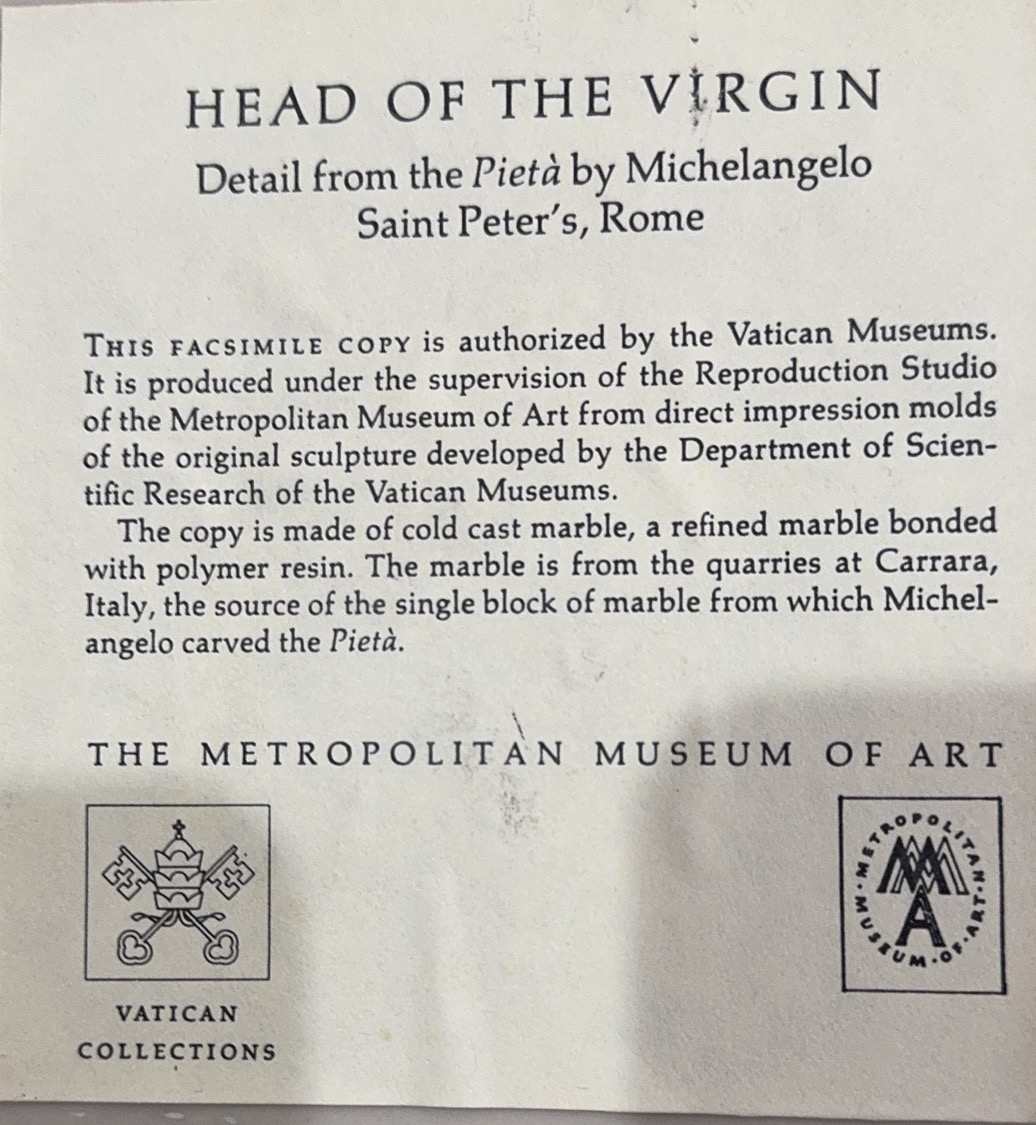 HEAD OF THE VIRGIN
Detail from the Pietà by Michelangelo
Saint Peter's, Rome
THIS FACSIMILE COPY is authorized by the Vatican Museums.
It is produced under the supervision of the Reproduction Studio
of the Metropolitan Museum of Art from direct impression molds
of the original sculpture developed by the Department of Scien-
tific Research of the Vatican Museums.
The copy is made of cold cast marble, a refined marble bonded
with polymer resin. The marble is from the quarries at Carrara,
Italy, the source of the single block of marble from which Michel-
angelo carved the Pietà.
THE METROPOLITAN MUSEUM OF ART
VATICAN
COLLECTIONS
METROPOLITAN · MUSEUM · OF · ART ·
MMA